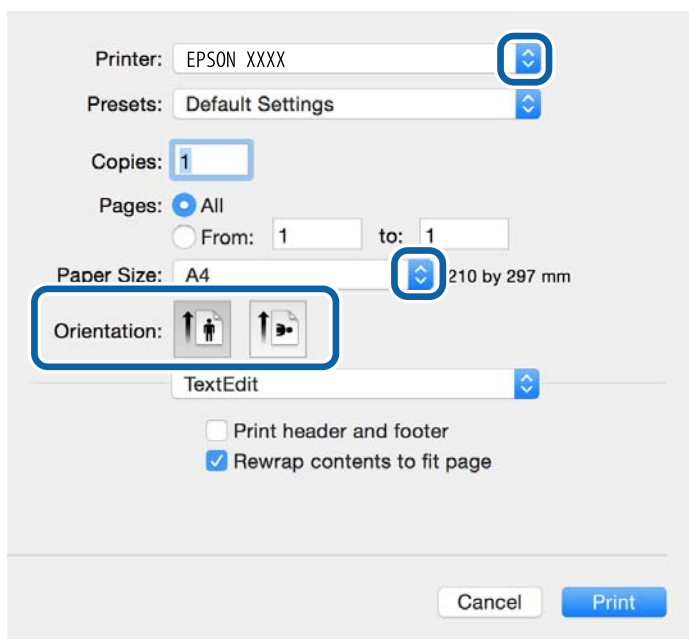 Printer: EPSON XXXX
Presets: Default Settings
Copies: 1
Pages: All
From: 1 to: 1
Paper Size: A4 210 by 297 mm
Orientation:
TextEdit
Print header and footer
Rewrap contents to fit page
Cancel Print